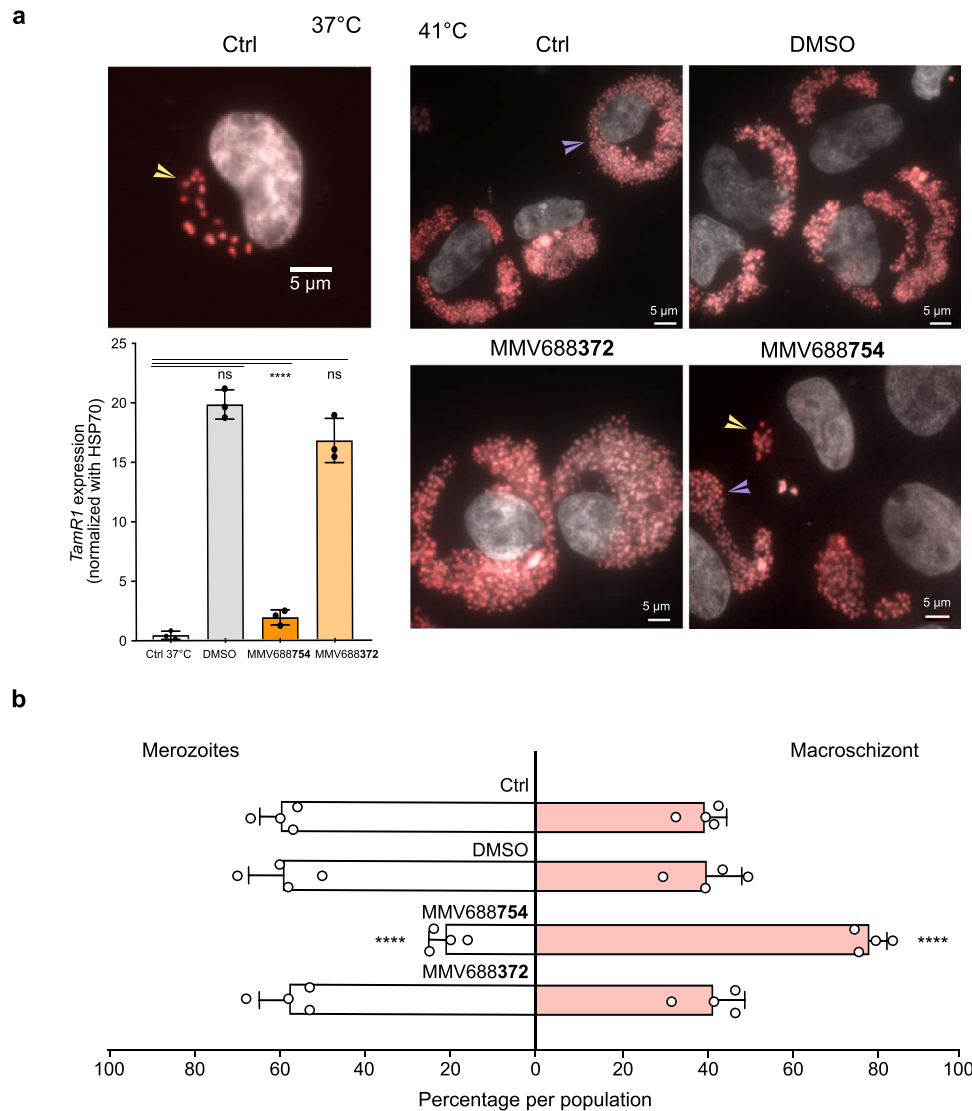 a
37°C
41°C
Ctrl
Ctrl
DMSO
5 µm
5 µm
5 µm
MMV688372
MMV688754
5 µm
5 µm
TamR1 expression
(normalized with HSP70)
25
20
15
10
5
0
ns
****
ns
Ctrl 37°C
DMSO
MMV688754
MMV688372
b
Merozoites
Macroschizont
Ctrl
DMSO
MMV688754
****
****
MMV688372
100 80 60 40 20 0 20 40 60 80 100
Percentage per population